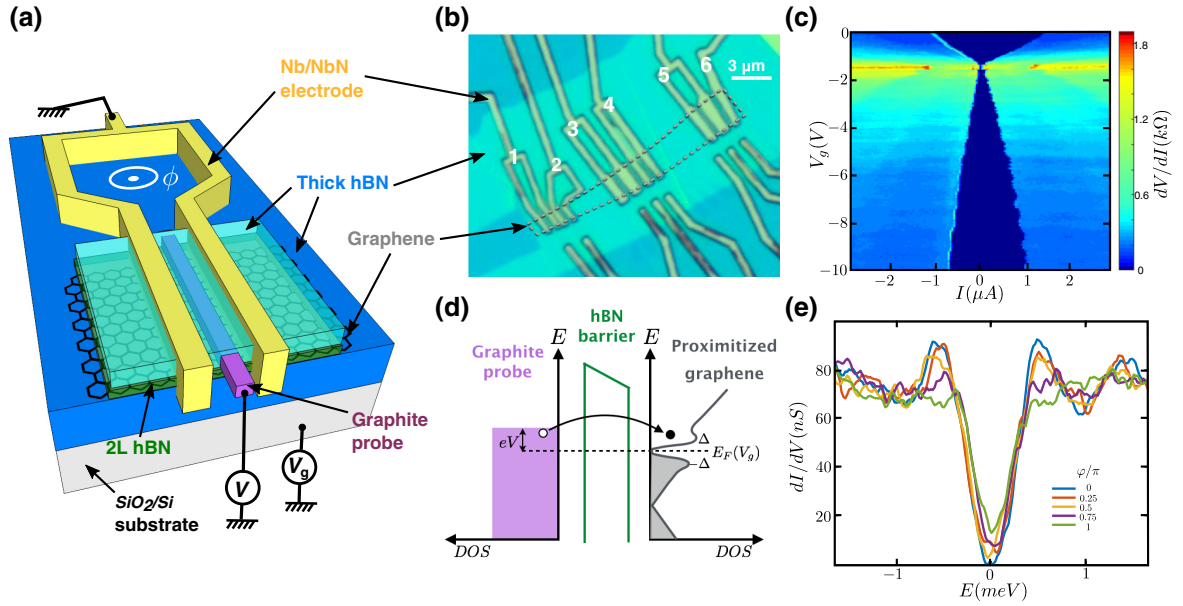 (a)
Nb/NbN
electrode
ϕ
Thick hBN
Graphene
2L hBN
Graphite
probe
SiO2/Si
substrate
V
Vg
(b)
1
2
3
4
5
6
3 µm
(c)
0
−2
−4
−6
−8
−10
Vg(V)
−2
−1
0
1
2
I(µA)
1.8
1.2
0.6
0
dV/dI(kΩ)
(d)
E
hBN
barrier
E
Graphite
probe
Proximitized
graphene
eV
Δ
EF(Vg)
−Δ
DOS
DOS
(e)
80
60
40
20
dI/dV(nS)
−1
0
1
E(meV)
φ/π
0
0.25
0.5
0.75
1